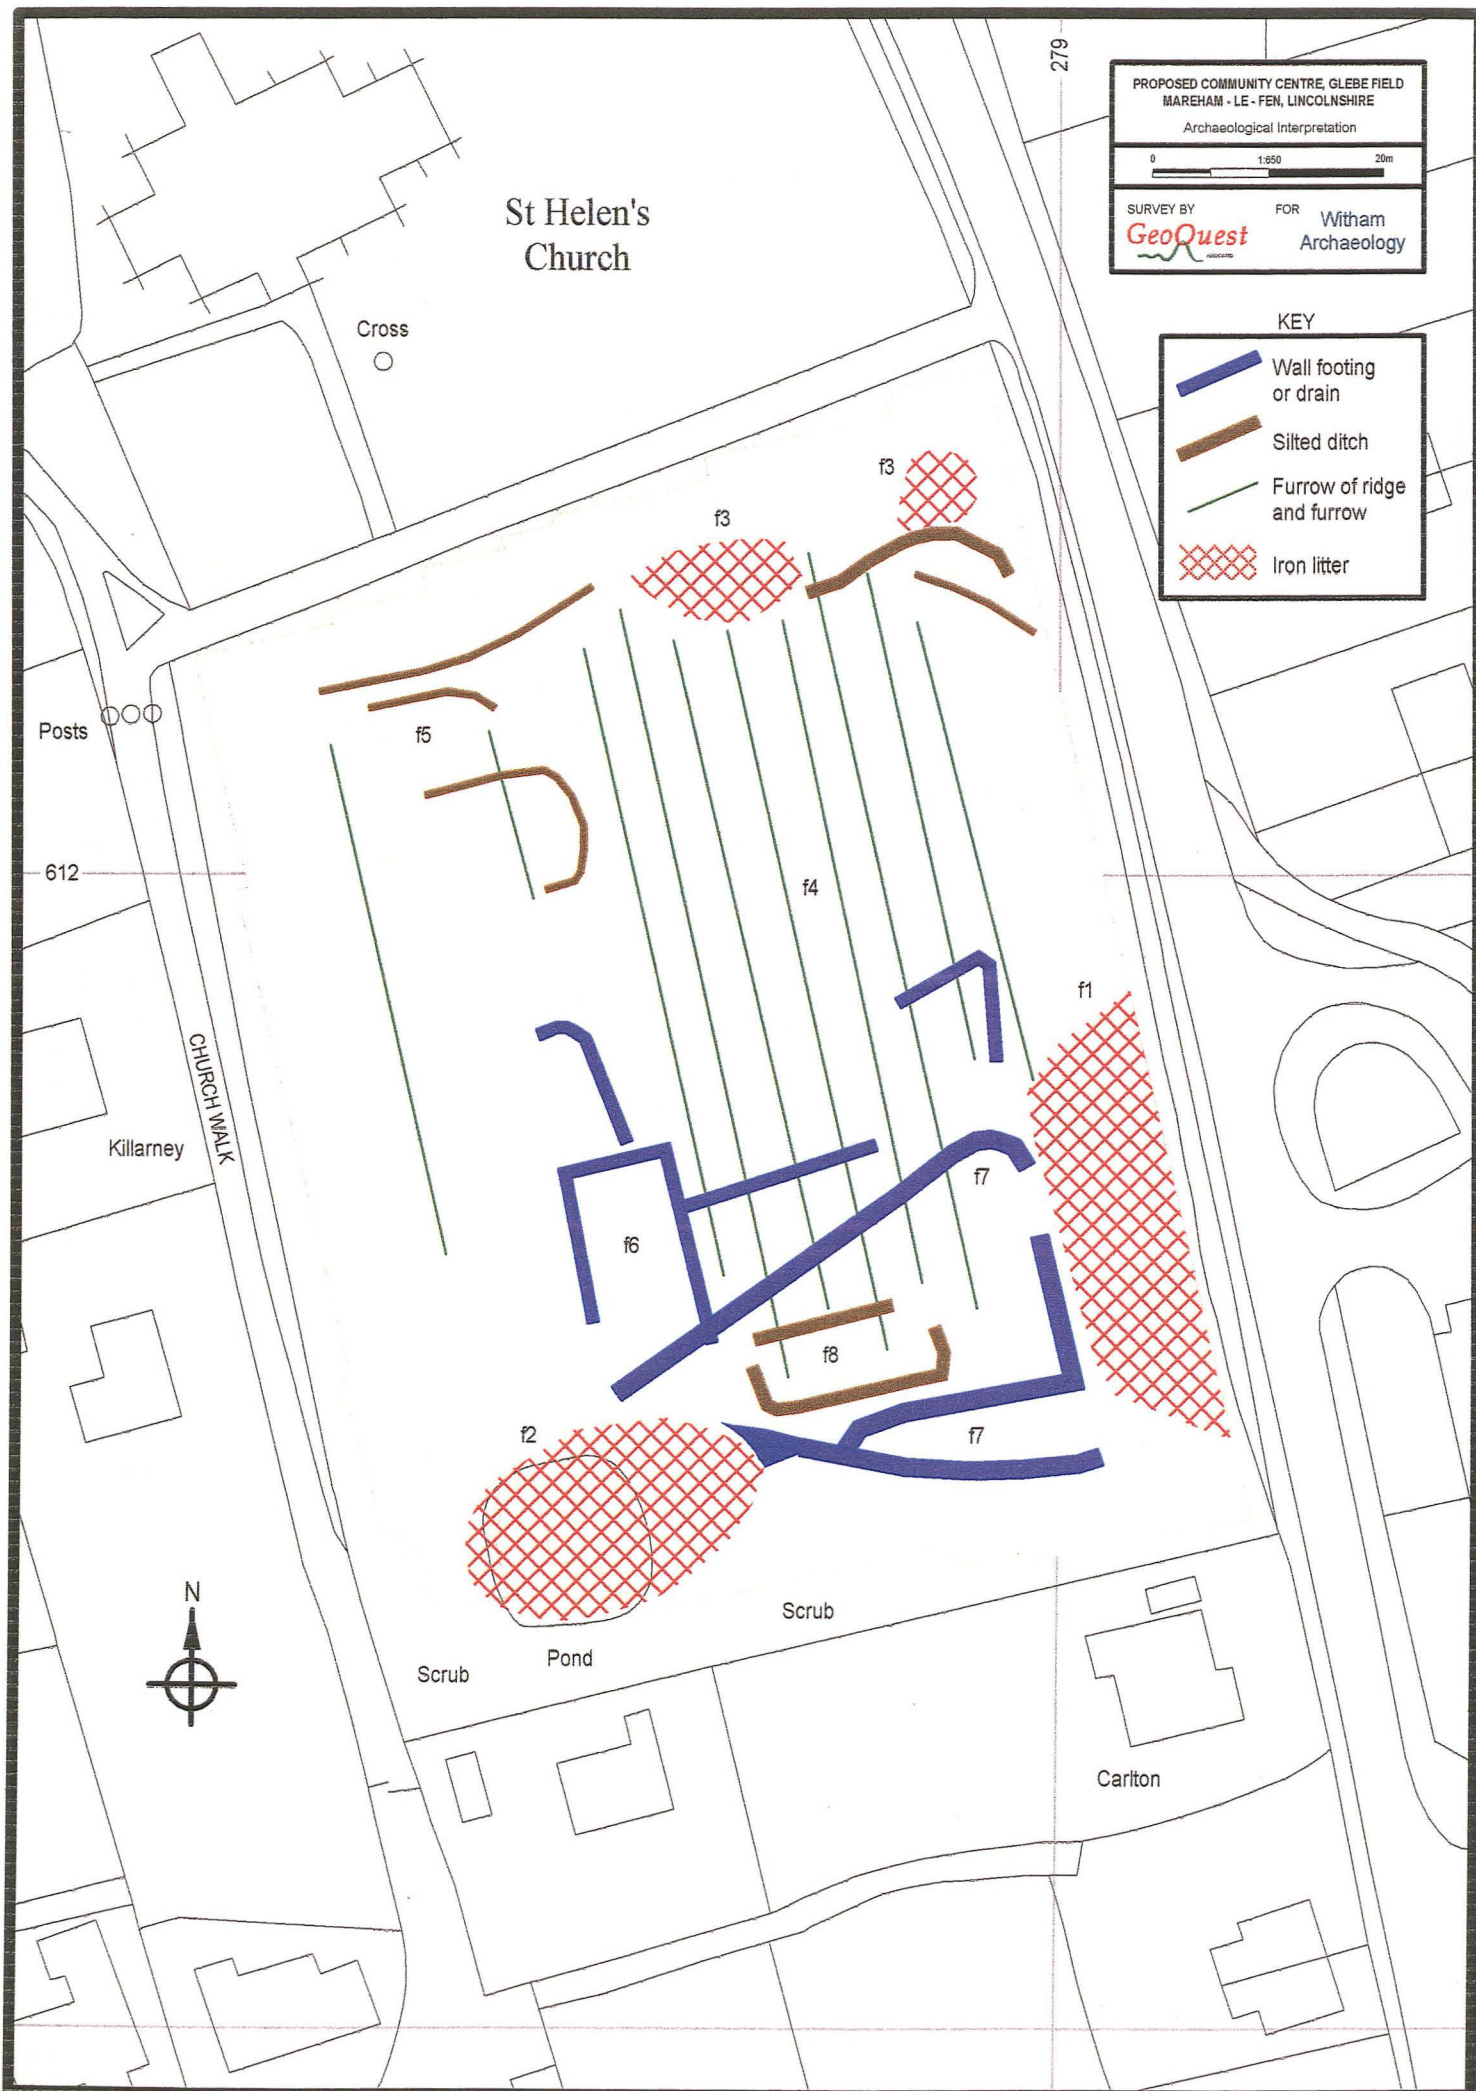 279
PROPOSED COMMUNITY CENTRE, GLEBE FIELD
MAREHAM - LE - FEN, LINCOLNSHIRE
Archaeological Interpretation
0 1:650 20m
SURVEY BY
GeoQuest
ASSOCIATES
FOR
Witham
Archaeology
KEY
Wall footing
or drain
Silted ditch
Furrow of ridge
and furrow
Iron litter
St Helen's
Church
Cross
f3
f3
Posts
f5
612
f4
f1
CHURCH WALK
Killarney
f7
f6
f8
f2
f7
N
Scrub
Scrub
Pond
Carlton